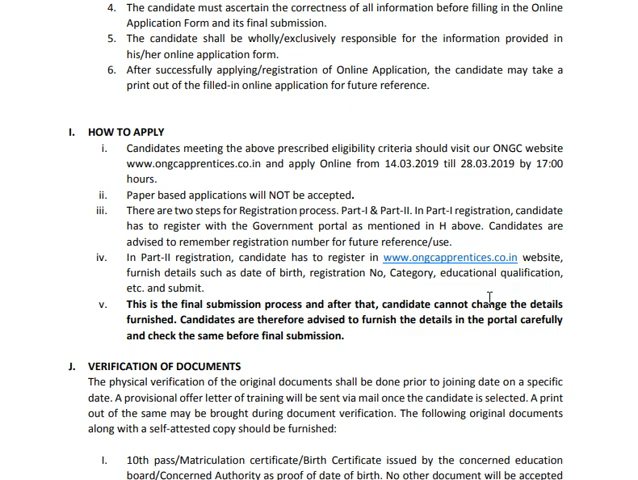 4. The candidate must ascertain the correctness of all information before filling in the Online
Application Form and its final submission.
5. The candidate shall be wholly/exclusively responsible for the information provided in
his/her online application form.
6. After successfully applying/registration of Online Application, the candidate may take a
print out of the filled-in online application for future reference.
I. HOW TO APPLY
i. Candidates meeting the above prescribed eligibility criteria should visit our ONGC website
www.ongcapprentices.co.in and apply Online from 14.03.2019 till 28.03.2019 by 17:00
hours.
ii. Paper based applications will NOT be accepted.
iii. There are two steps for Registration process. Part-I & Part-II. In Part-I registration, candidate
has to register with the Government portal as mentioned in H above. Candidates are
advised to remember registration number for future reference/use.
iv. In Part-II registration, candidate has to register in www.ongcapprentices.co.in website,
furnish details such as date of birth, registration No, Category, educational qualification,
etc. and submit.
v. This is the final submission process and after that, candidate cannot change the details
furnished. Candidates are therefore advised to furnish the details in the portal carefully
and check the same before final submission.
J. VERIFICATION OF DOCUMENTS
The physical verification of the original documents shall be done prior to joining date on a specific
date. A provisional offer letter of training will be sent via mail once the candidate is selected. A print
out of the same may be brought during document verification. The following original documents
along with a self-attested copy should be furnished:
I. 10th pass/Matriculation certificate/Birth Certificate issued by the concerned education
board/Concerned Authority as proof of date of birth. No other document will be accepted